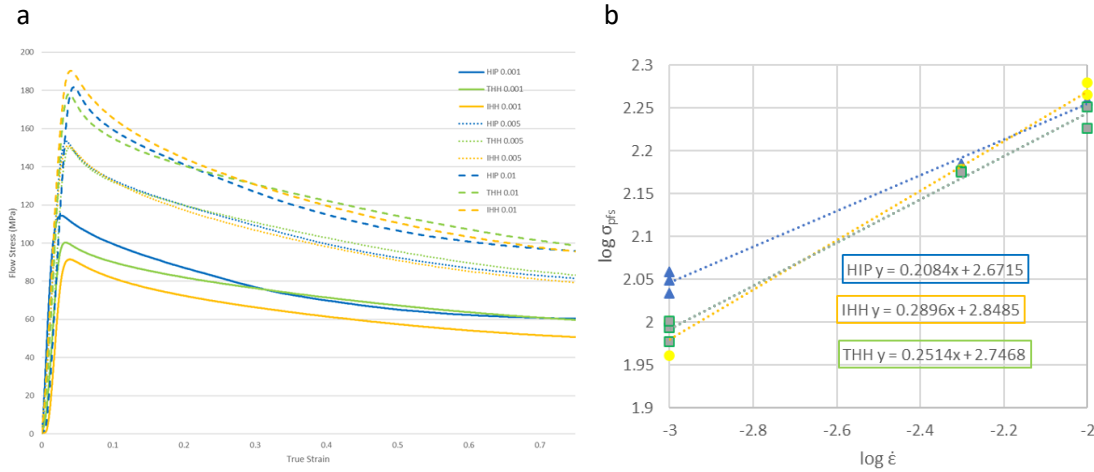 a
200
180
160
140
120
100
80
60
40
20
0
0
0.1
0.2
0.3
0.4
0.5
0.6
0.7
Flow Stress (MPa)
True Strain
HIP 0.001
THH 0.001
IHH 0.001
HIP 0.005
THH 0.005
IHH 0.005
HIP 0.01
THH 0.01
IHH 0.01
b
2.3
2.25
2.2
2.15
2.1
2.05
2
1.95
1.9
-3
-2.8
-2.6
-2.4
-2.2
-2
log σpfs
log ε̇
HIP y = 0.2084x + 2.6715
IHH y = 0.2896x + 2.8485
THH y = 0.2514x + 2.7468